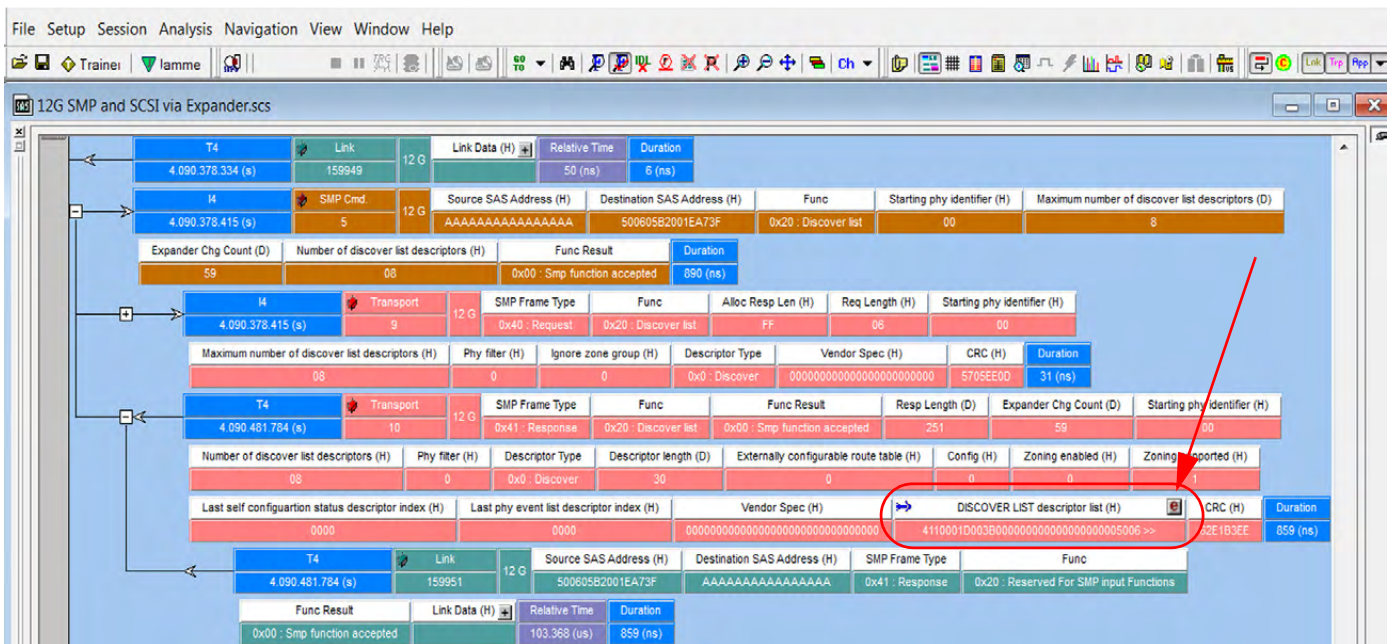 File Setup Session Analysis Navigation View Window Help
Trainer lamme GO TO Ch Lnk Trp App
12G SMP and SCSI via Expander.scs
T4 Link 12 G Link Data (H) Relative Time Duration
4.090.378.334 (s) 159949 50 (ns) 6 (ns)
I4 SMP Cmd. 12 G Source SAS Address (H) Destination SAS Address (H) Func Starting phy identifier (H) Maximum number of discover list descriptors (D)
4.090.378.415 (s) 5 AAAAAAAAAAAAAAAA 500605B2001EA73F 0x20 : Discover list 00 8
Expander Chg Count (D) Number of discover list descriptors (H) Func Result Duration
59 08 0x00 : Smp function accepted 890 (ns)
I4 Transport 12 G SMP Frame Type Func Alloc Resp Len (H) Req Length (H) Starting phy identifier (H)
4.090.378.415 (s) 9 0x40 : Request 0x20 : Discover list FF 06 00
Maximum number of discover list descriptors (H) Phy filter (H) Ignore zone group (H) Descriptor Type Vendor Spec (H) CRC (H) Duration
08 0 0 0x0 : Discover 000000000000000000000000 5705EE0D 31 (ns)
T4 Transport 12 G SMP Frame Type Func Func Result Resp Length (D) Expander Chg Count (D) Starting phy identifier (H)
4.090.481.784 (s) 10 0x41 : Response 0x20 : Discover list 0x00 : Smp function accepted 251 59 00
Number of discover list descriptors (H) Phy filter (H) Descriptor Type Descriptor length (D) Externally configurable route table (H) Config (H) Zoning enabled (H) Zoning supported (H)
08 0 0x0 : Discover 30 0 0 0 1
Last self configuartion status descriptor index (H) Last phy event list descriptor index (H) Vendor Spec (H) DISCOVER LIST descriptor list (H) e CRC (H) Duration
0000 0000 00000000000000000000000000000000 4110001D003B0000000000000000000005006 >> 859 (ns)
T4 Link 12 G Source SAS Address (H) Destination SAS Address (H) SMP Frame Type Func
4.090.481.784 (s) 159951 500605B2001EA73F AAAAAAAAAAAAAAAA 0x41 : Response 0x20 : Reserved For SMP input Functions
Func Result Link Data (H) Relative Time Duration
0x00 : Smp function accepted 103.368 (us) 859 (ns)